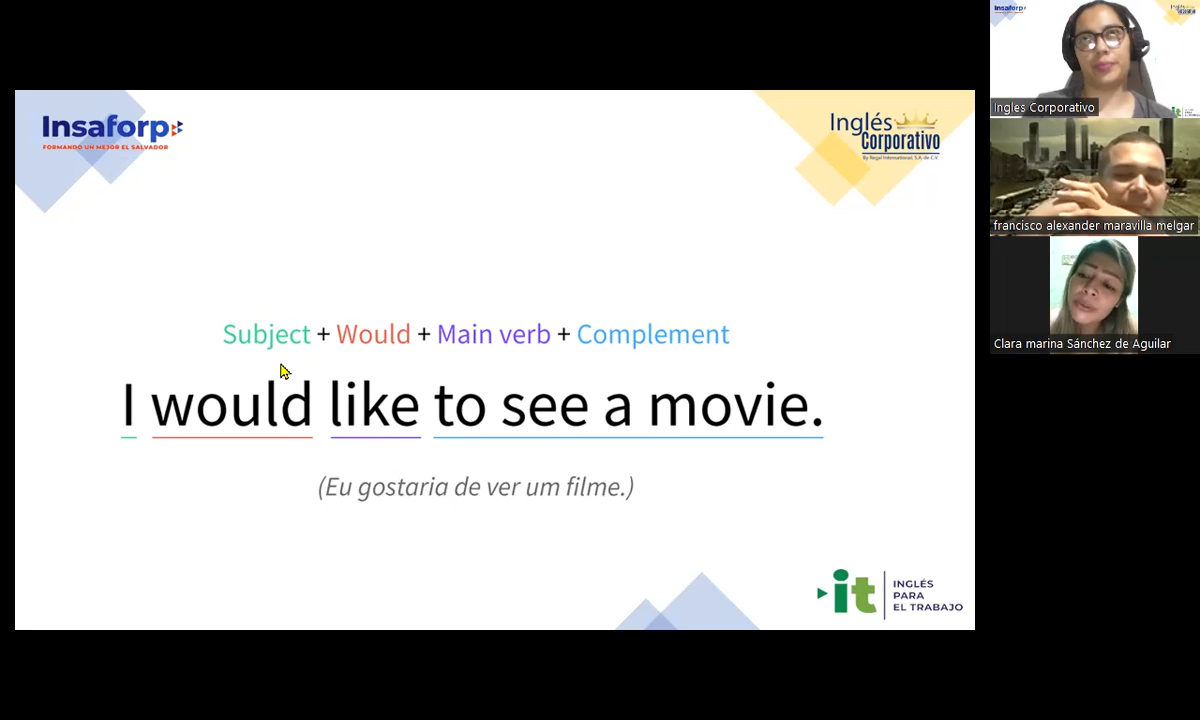 Insaforp
FORMANDO UN MEJOR EL SALVADOR
Inglés
Corporativo
By Regal International, S.A. de C.V.
Subject + Would + Main verb + Complement
I would like to see a movie.
(Eu gostaria de ver um filme.)
it
INGLÉS
PARA
EL TRABAJO
Insaforp
Ingles Corporativo
francisco alexander maravilla melgar
Clara marina Sánchez de Aguilar